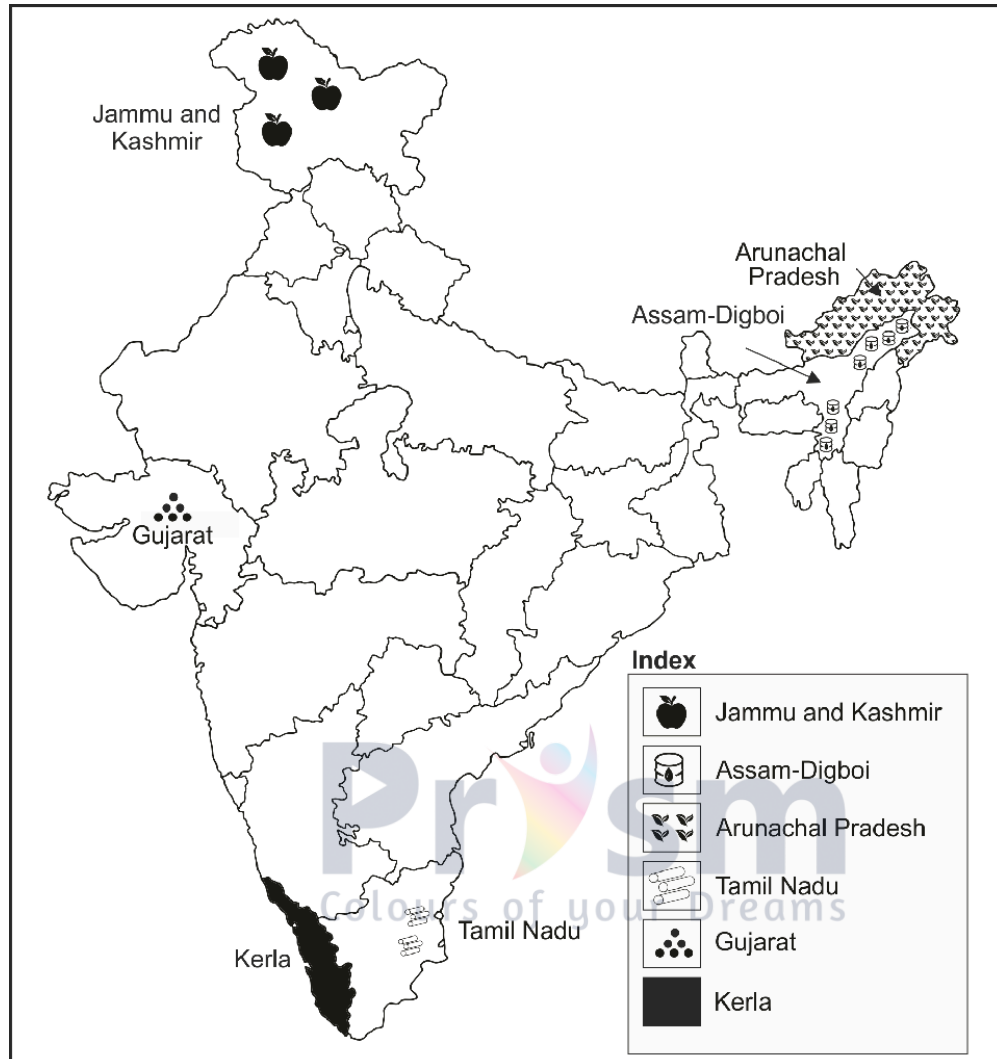 Jammu and
Kashmir
Arunachal
Pradesh
Assam-Digboi
Gujarat
Index
Jammu and Kashmir
Assam-Digboi
Arunachal Pradesh
Tamil Nadu
Gujarat
Kerla
Prism
Colours of your Dreams
Tamil Nadu
Kerla